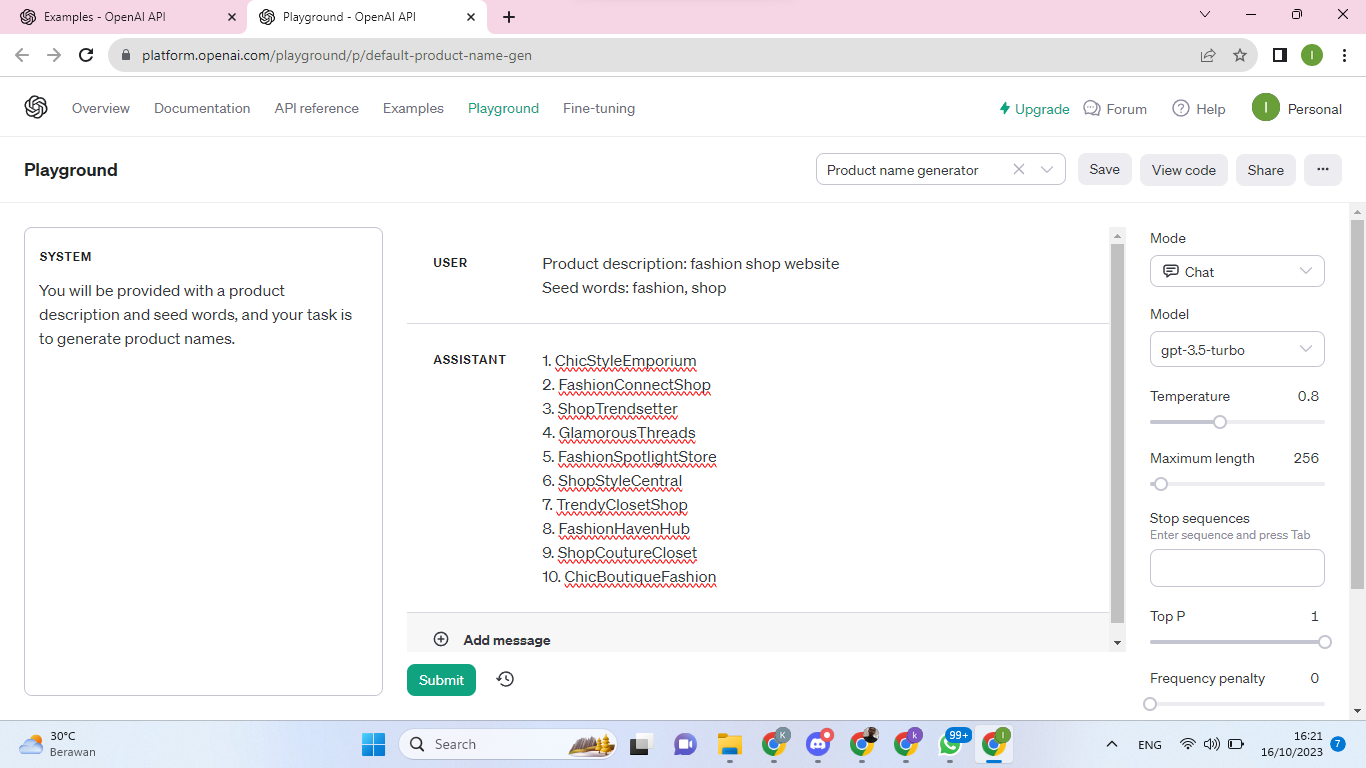 Examples - OpenAI API
Playground - OpenAI API
platform.openai.com/playground/p/default-product-name-gen
I
Overview
Documentation
API reference
Examples
Playground
Fine-tuning
Upgrade
Forum
Help
I
Personal
Playground
Product name generator
Save
View code
Share
SYSTEM
You will be provided with a product
description and seed words, and your task is
to generate product names.
USER
Product description: fashion shop website
Seed words: fashion, shop
ASSISTANT
1. ChicStyleEmporium
2. FashionConnectShop
3. ShopTrendsetter
4. GlamorousThreads
5. FashionSpotlightStore
6. ShopStyleCentral
7. TrendyClosetShop
8. FashionHavenHub
9. ShopCoutureCloset
10. ChicBoutiqueFashion
Add message
Submit
Mode
Chat
Model
gpt-3.5-turbo
Temperature 0.8
Maximum length 256
Stop sequences
Enter sequence and press Tab
Top P 1
Frequency penalty 0
30°C
Berawan
Search
K
k
99+
I
ENG
16:21
16/10/2023
7